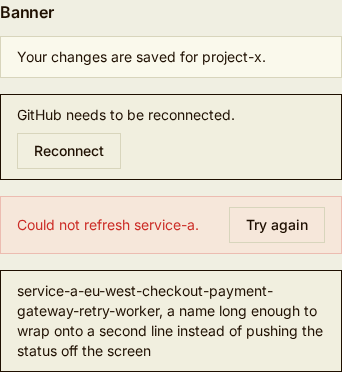 Banner
Your changes are saved for project-x.
GitHub needs to be reconnected.
Reconnect
Could not refresh service-a.
Try again
service-a-eu-west-checkout-payment-
gateway-retry-worker, a name long enough to
wrap onto a second line instead of pushing the
status off the screen